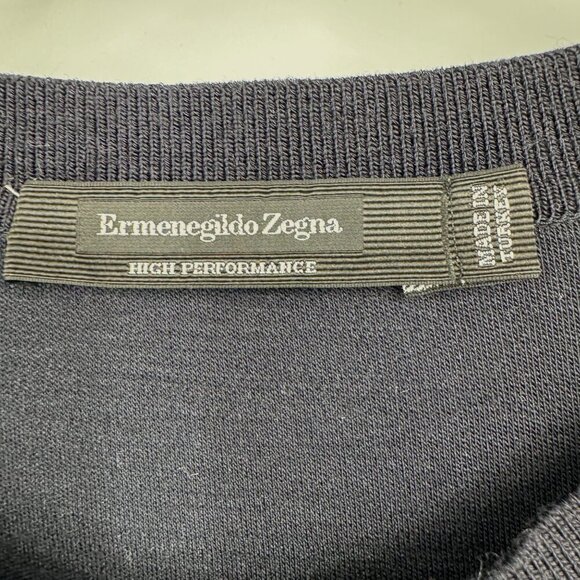 Ermenegildo Zegna
HIGH PERFORMANCE
MADE IN
TURKEY